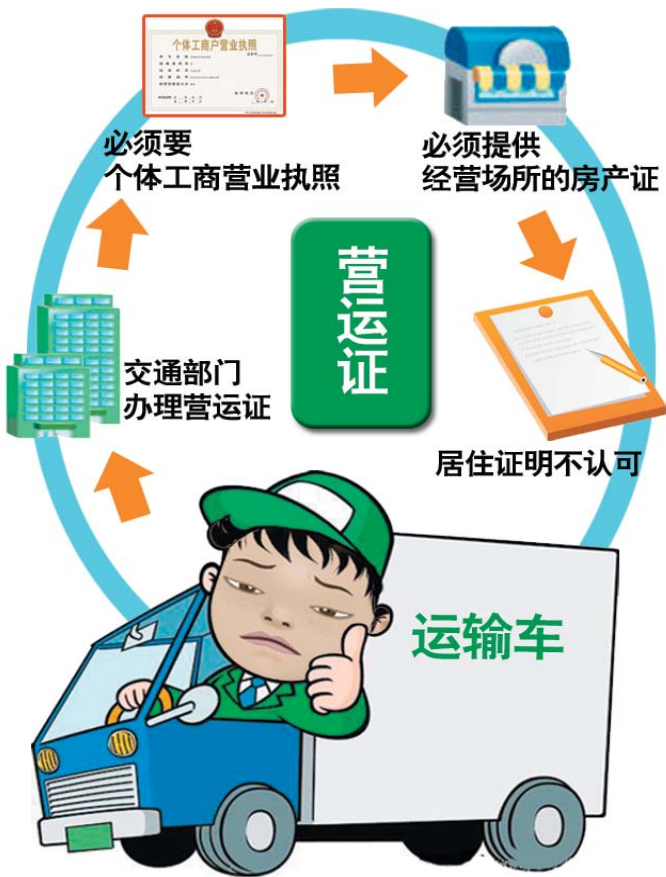 个体工商户营业执照
必须要
个体工商营业执照
必须提供
经营场所的房产证
营运证
交通部门
办理营运证
居住证明不认可
运输车